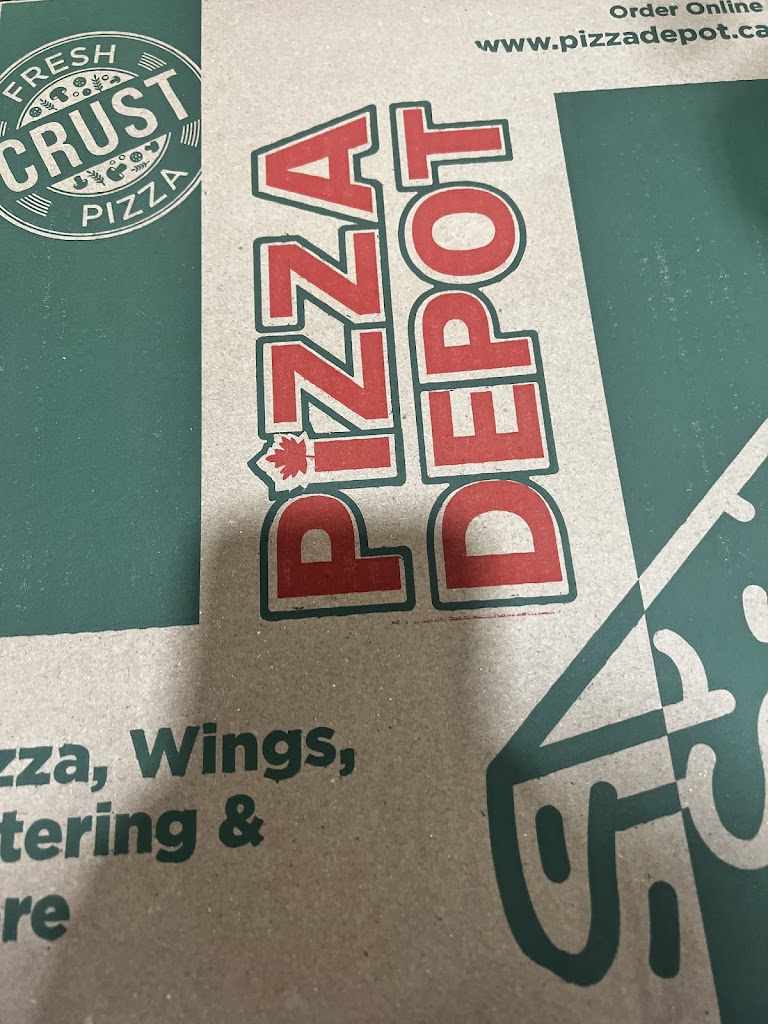 Order Online
www.pizzadepot.ca
FRESH
CRUST
PIZZA
PIZZA
DEPOT
zza, Wings,
tering &
re